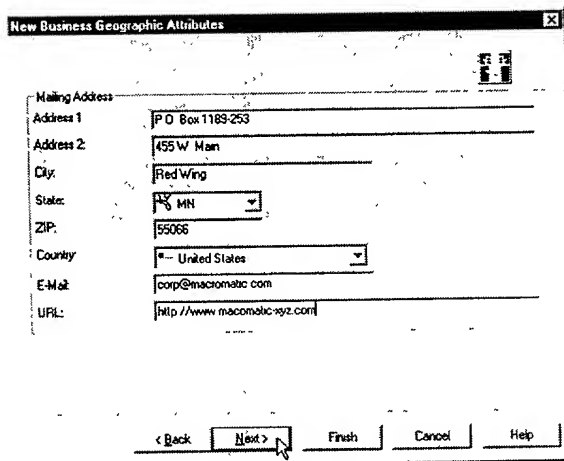 New Business Geographic Attributes
Mailing Address
Address 1 P O Box 1189-253
Address 2: 455 W Main
City: Red Wing
State: MN
ZIP: 55066
Country United States
E-Mail: corp@macromatic com
URL: http //www macomatic-xyz.com
< Back Next > Finish Cancel Help